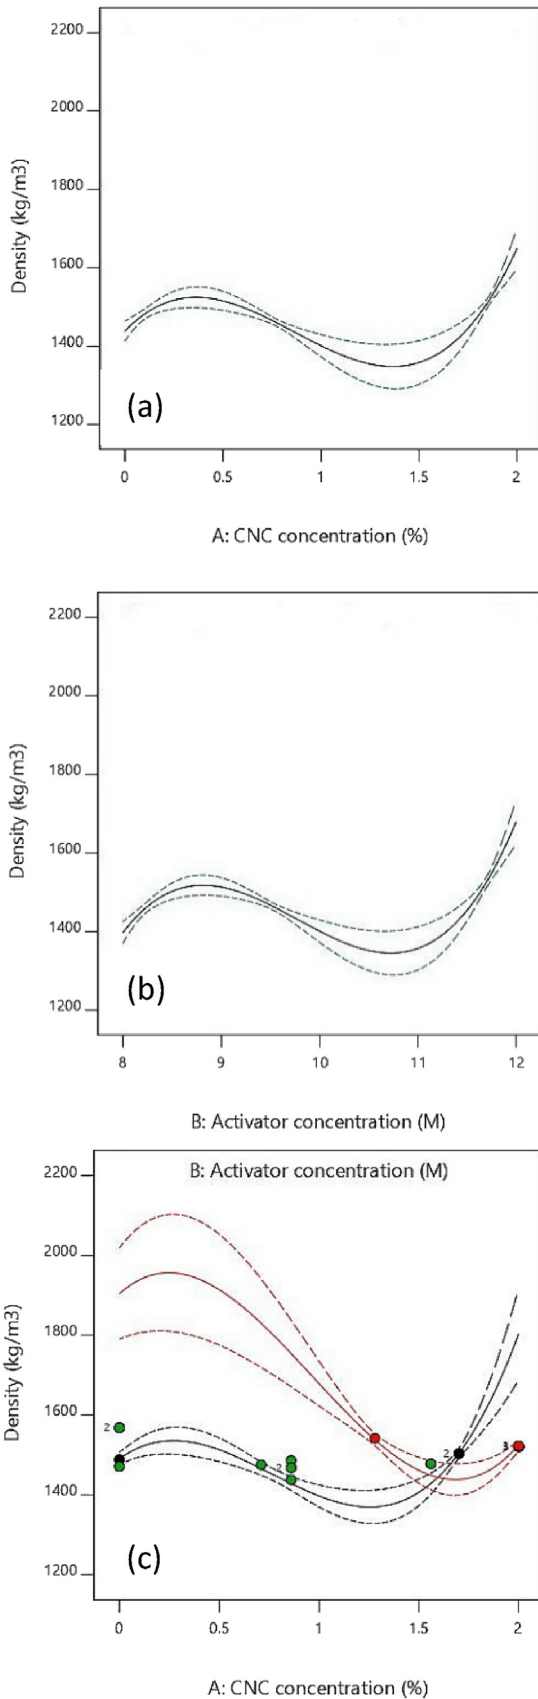 2200
2000
1800
1600
1400
1200
Density (kg/m3)
(a)
0 0.5 1 1.5 2
A: CNC concentration (%)
2200
2000
1800
1600
1400
1200
Density (kg/m3)
(b)
8 9 10 11 12
B: Activator concentration (M)
B: Activator concentration (M)
2200
2000
1800
1600
1400
1200
Density (kg/m3)
2
2
2
3
(c)
0 0.5 1 1.5 2
A: CNC concentration (%)